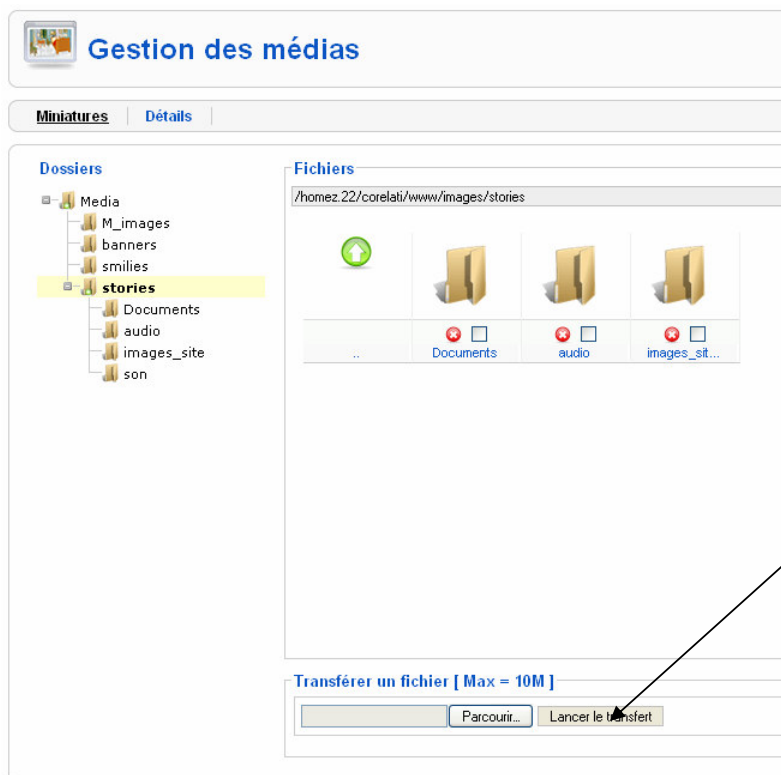 Gestion des médias
Miniatures Détails
Dossiers
Media
M_images
banners
smilies
stories
Documents
audio
images_site
son
Fichiers
/homez.22/corelati/www/images/stories
.. Documents audio images_sit...
Transférer un fichier [ Max = 10M ]
Parcourir... Lancer le transfert